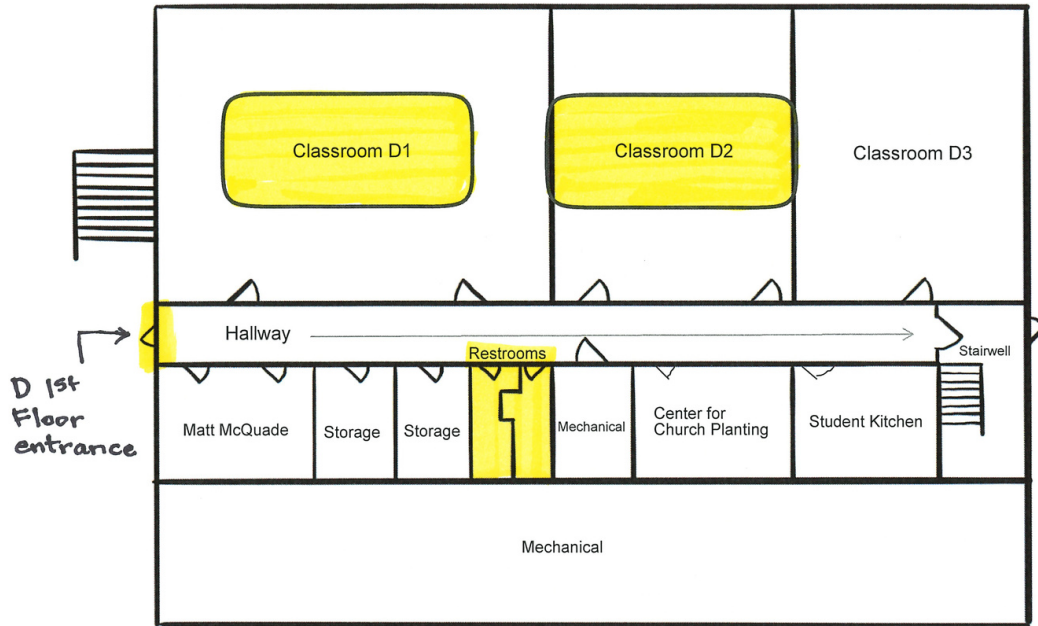 Classroom D1
Classroom D2
Classroom D3
Hallway
Restrooms
Stairwell
D 1st
Floor
entrance
Matt McQuade
Storage
Storage
Mechanical
Center for
Church Planting
Student Kitchen
Mechanical